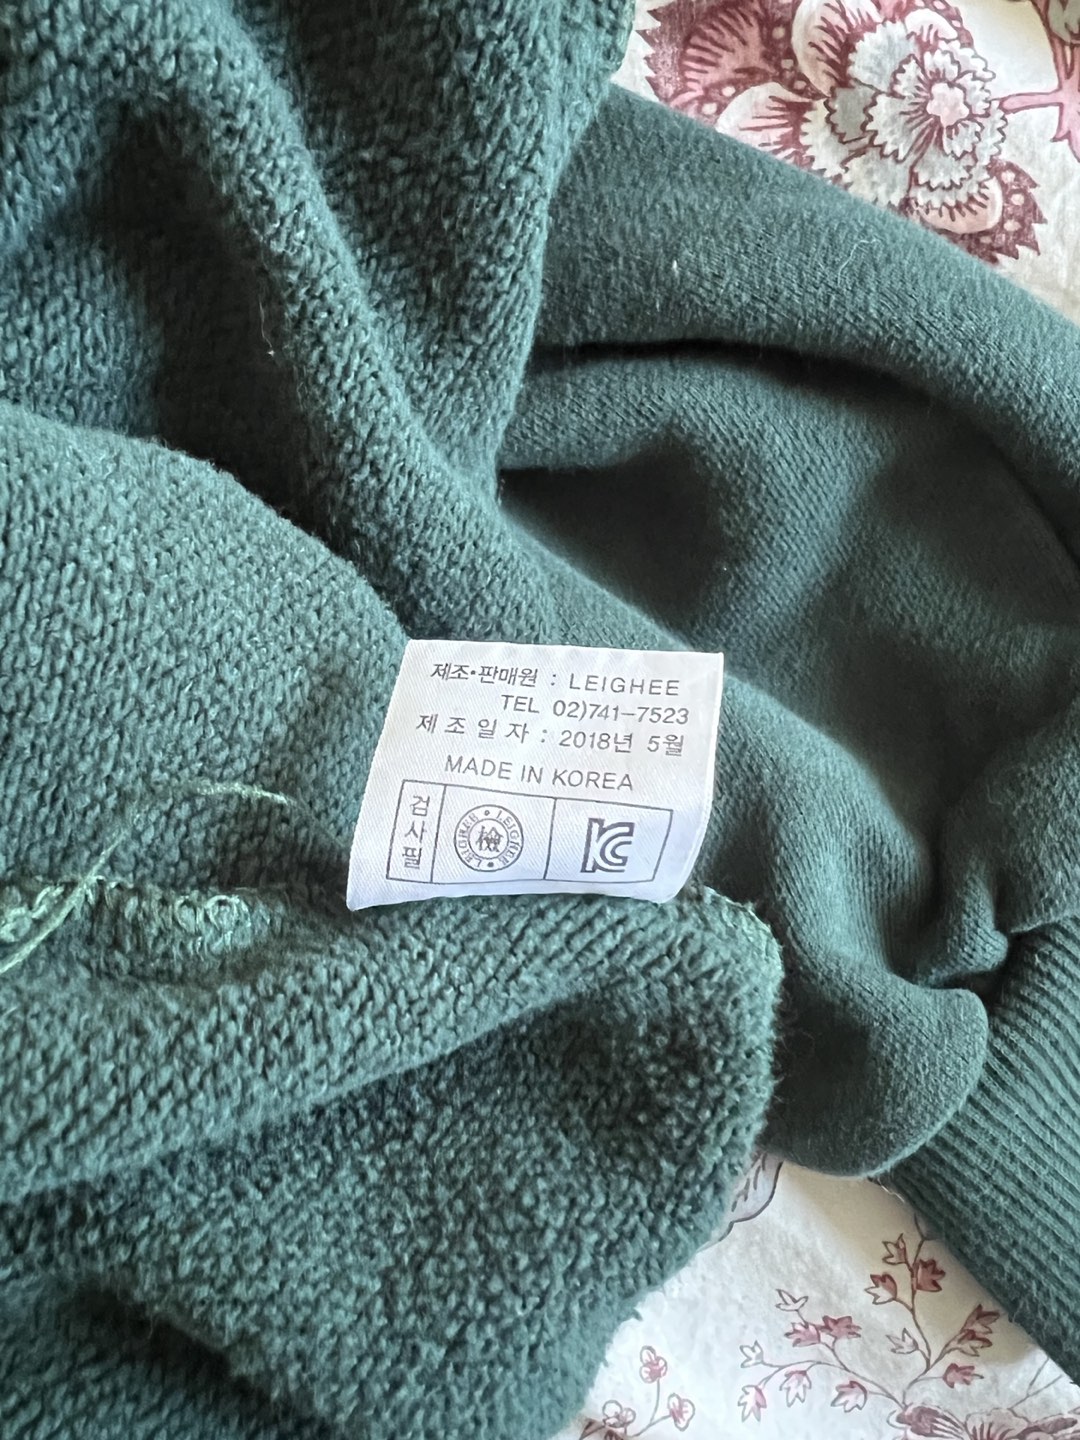 제조·판매원 : LEIGHEE
TEL 02)741-7523
제조일자 : 2018년 5월
MADE IN KOREA
검사필
LEIGHEE • LEIGHEE •
檢
KC